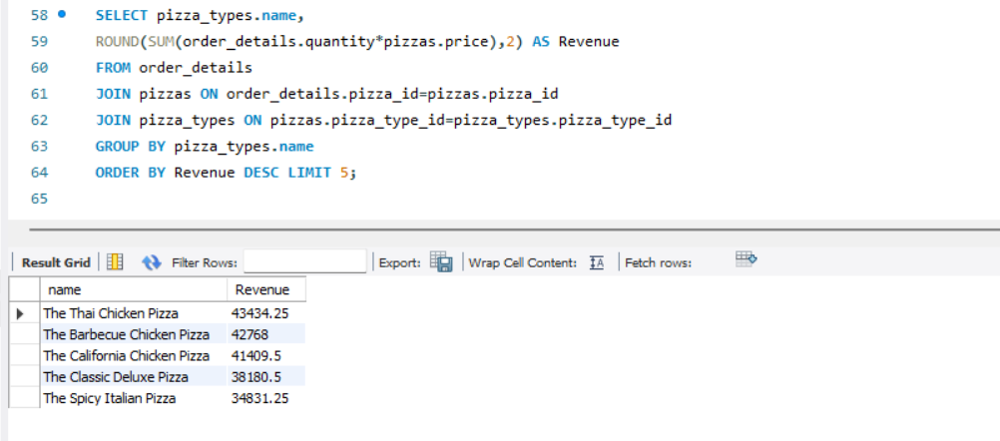 58 SELECT pizza_types.name,
59 ROUND(SUM(order_details.quantity*pizzas.price),2) AS Revenue
60 FROM order_details
61 JOIN pizzas ON order_details.pizza_id=pizzas.pizza_id
62 JOIN pizza_types ON pizzas.pizza_type_id=pizza_types.pizza_type_id
63 GROUP BY pizza_types.name
64 ORDER BY Revenue DESC LIMIT 5;
65
Result Grid Filter Rows: Export: Wrap Cell Content: IA Fetch rows:
name Revenue
The Thai Chicken Pizza 43434.25
The Barbecue Chicken Pizza 42768
The California Chicken Pizza 41409.5
The Classic Deluxe Pizza 38180.5
The Spicy Italian Pizza 34831.25